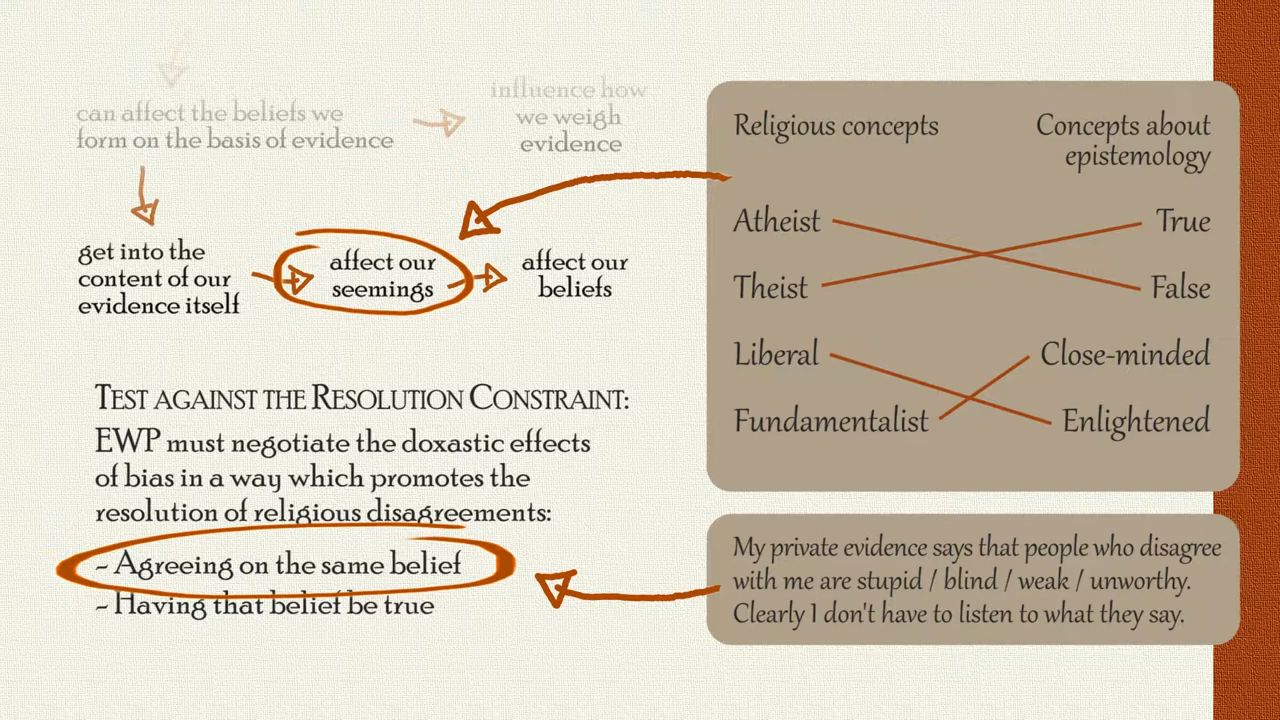 can affect the beliefs we
form on the basis of evidence
influence how
we weigh
evidence
get into the
content of our
evidence itself
affect our
seemings
affect our
beliefs
TEST AGAINST THE RESOLUTION CONSTRAINT:
EWP must negotiate the doxastic effects
of bias in a way which promotes the
resolution of religious disagreements:
~ Agreeing on the same belief
~ Having that belief be true
Religious concepts
Concepts about
epistemology
Atheist
True
Theist
False
Liberal
Close-minded
Fundamentalist
Enlightened
My private evidence says that people who disagree
with me are stupid / blind / weak / unworthy.
Clearly I don't have to listen to what they say.